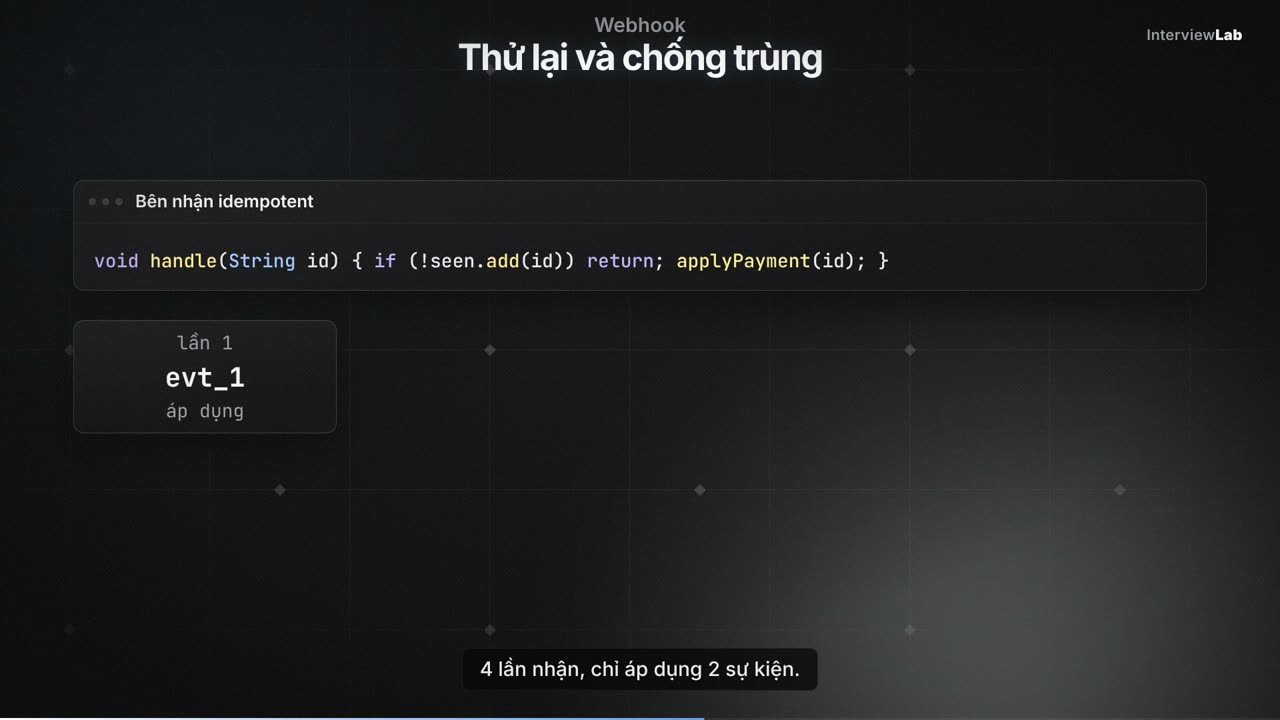 Webhook
Thử lại và chống trùng
InterviewLab
Bên nhận idempotent
void handle(String id) { if (!seen.add(id)) return; applyPayment(id); }
lần 1
evt_1
áp dụng
4 lần nhận, chỉ áp dụng 2 sự kiện.